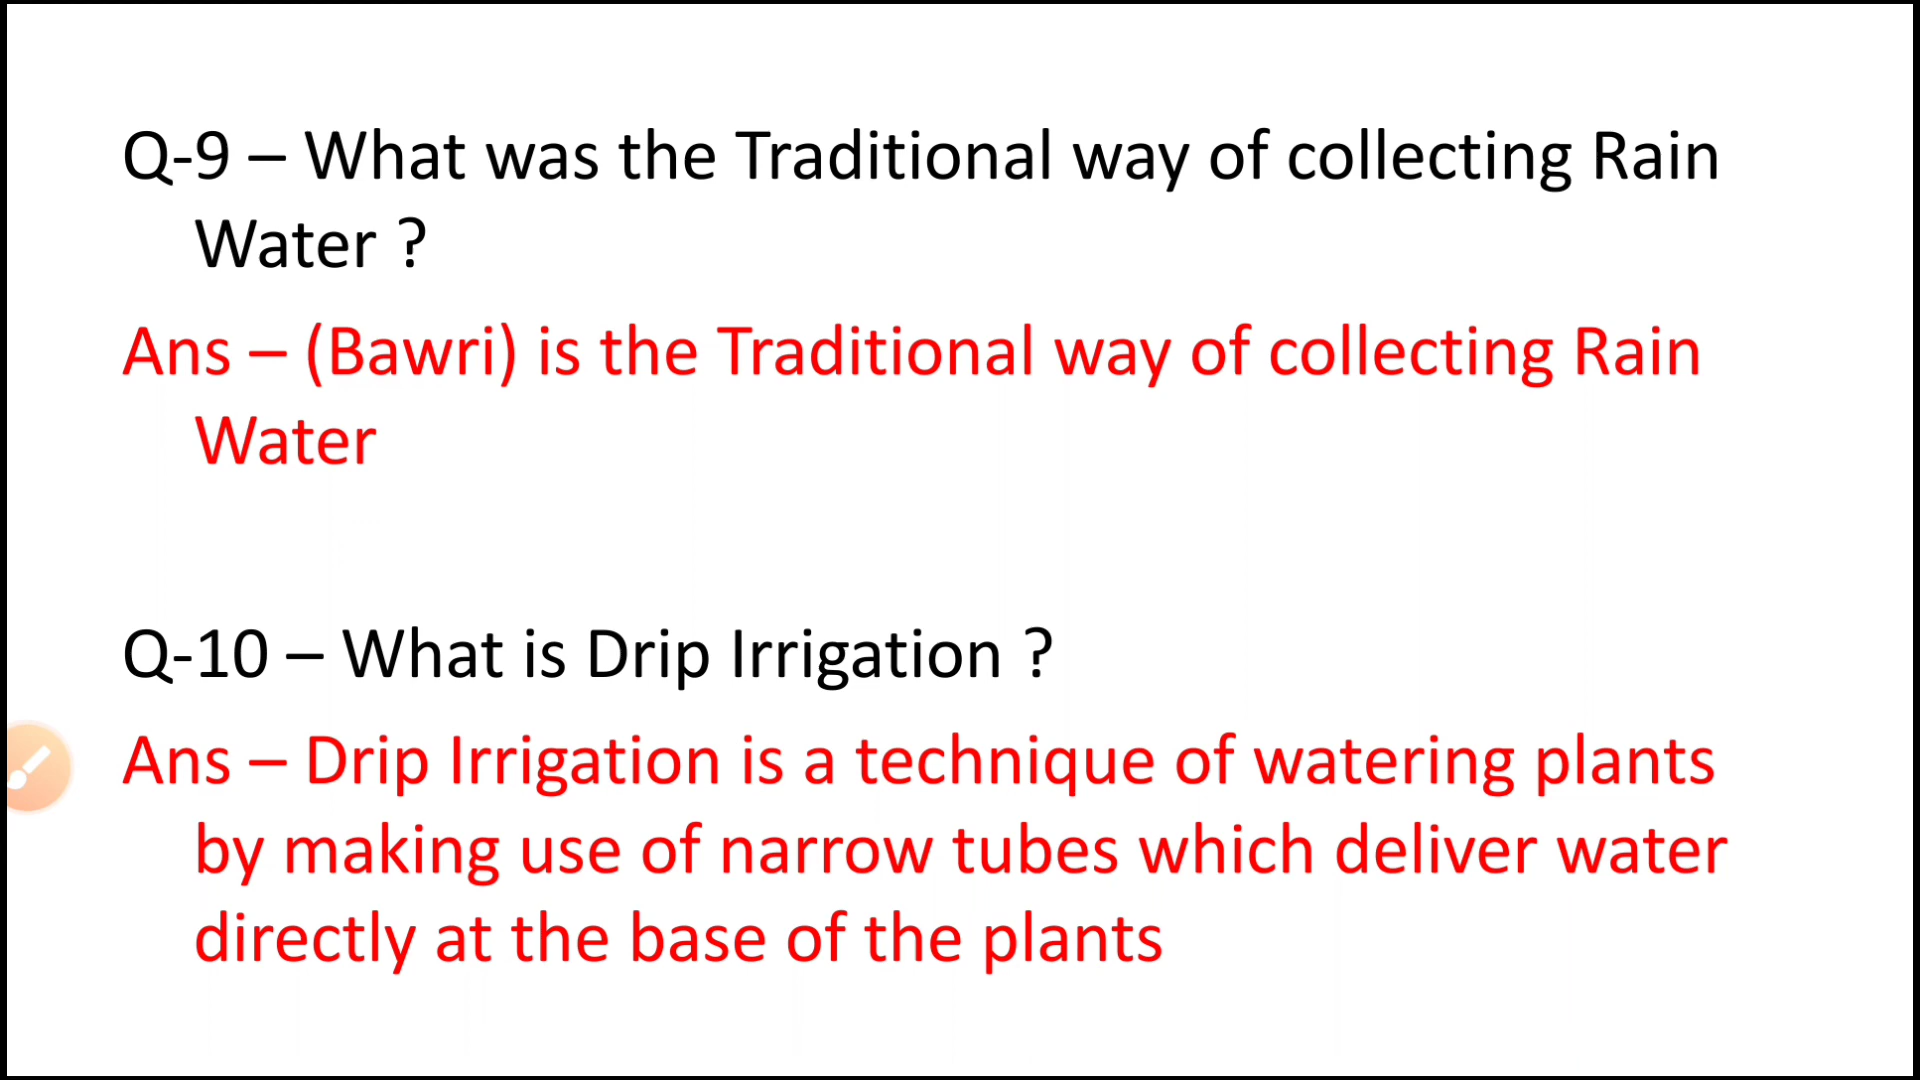 Q-9 – What was the Traditional way of collecting Rain
Water ?
Ans – (Bawri) is the Traditional way of collecting Rain
Water
Q-10 – What is Drip Irrigation ?
Ans – Drip Irrigation is a technique of watering plants
by making use of narrow tubes which deliver water
directly at the base of the plants